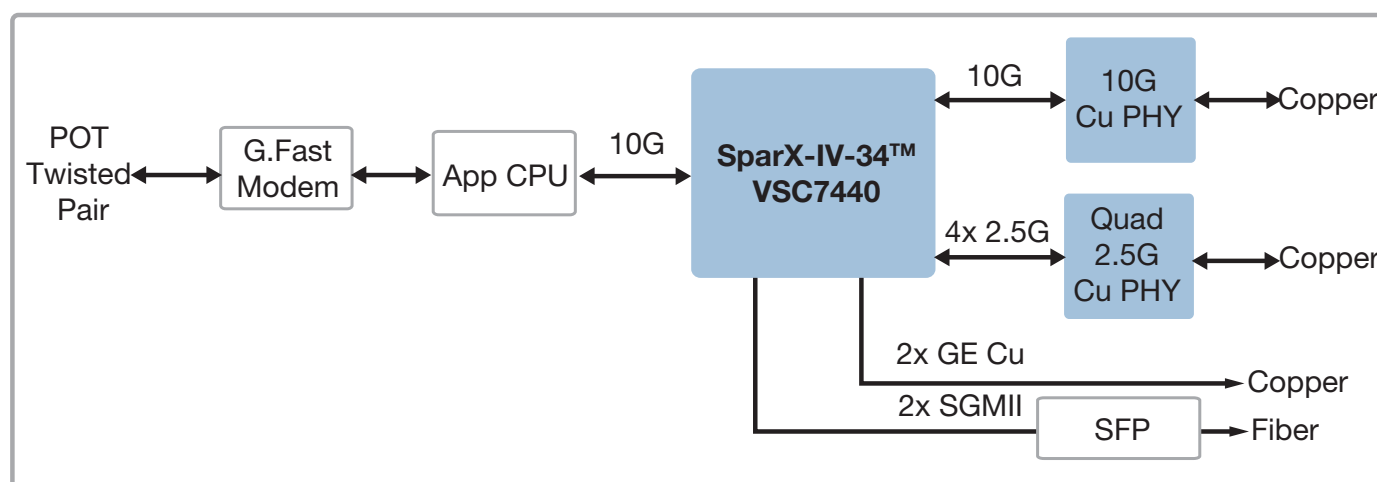 POT
Twisted
Pair
G.Fast
Modem
App CPU
10G
SparX-IV-34™
VSC7440
10G
10G
Cu PHY
Copper
4x 2.5G
Quad
2.5G
Cu PHY
Copper
2x GE Cu
Copper
2x SGMII
SFP
Fiber